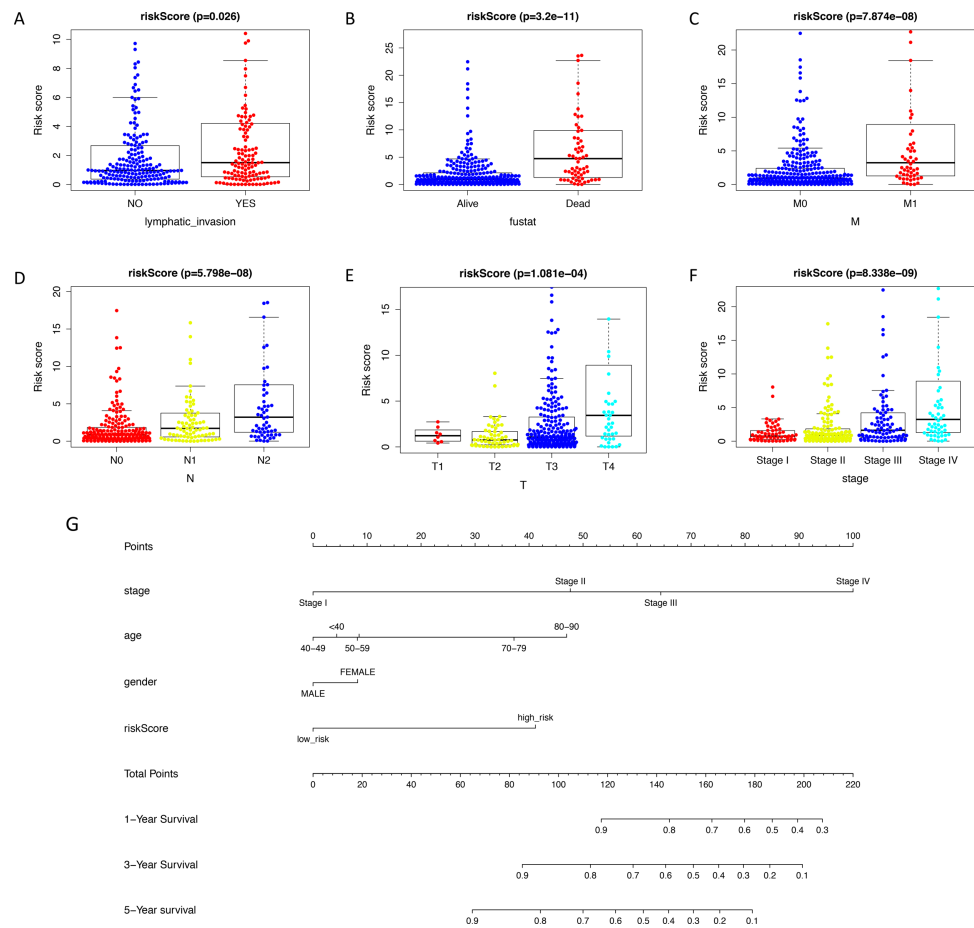 A
riskScore (p=0.026)
Risk score
0 2 4 6 8 10
NO YES
lymphatic_invasion
B
riskScore (p=3.2e−11)
Risk score
0 5 10 15 20 25
Alive Dead
fustat
C
riskScore (p=7.874e−08)
Risk score
0 5 10 15 20
M0 M1
M
D
riskScore (p=5.798e−08)
Risk score
0 5 10 15 20
N0 N1 N2
N
E
riskScore (p=1.081e−04)
Risk score
0 5 10 15
T1 T2 T3 T4
T
F
riskScore (p=8.338e−09)
Risk score
0 5 10 15 20
Stage I Stage II Stage III Stage IV
stage
G
0 10 20 30 40 50 60 70 80 90 100
Points
Stage II Stage IV
stage
Stage I Stage III
<40 80−90
age
40−49 50−59 70−79
FEMALE
gender
MALE
high_risk
riskScore
low_risk
Total Points
0 20 40 60 80 100 120 140 160 180 200 220
1−Year Survival
0.9 0.8 0.7 0.6 0.5 0.4 0.3
3−Year Survival
0.9 0.8 0.7 0.6 0.5 0.4 0.3 0.2 0.1
5−Year survival
0.9 0.8 0.7 0.6 0.5 0.4 0.3 0.2 0.1